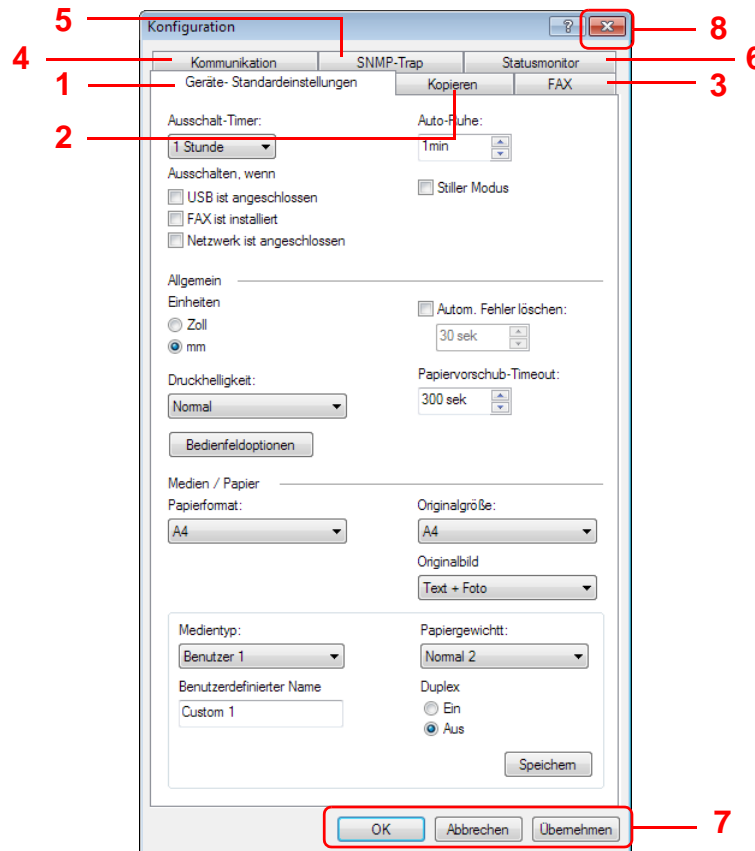 Konfiguration
?
8
5
4
Kommunikation
SNMP-Trap
Statusmonitor
6
1
Geräte- Standardeinstellungen
Kopieren
FAX
3
2
Ausschalt-Timer:
Auto-Ruhe:
1 Stunde
1min
Ausschalten, wenn
USB ist angeschlossen
Stiller Modus
FAX ist installiert
Netzwerk ist angeschlossen
Allgemein
Einheiten
Autom. Fehler löschen:
Zoll
30 sek
mm
Druckhelligkeit:
Papiervorschub-Timeout:
Normal
300 sek
Bedienfeldoptionen
Medien / Papier
Papierformat:
Originalgröße:
A4
A4
Originalbild
Text + Foto
Medientyp:
Papiergewichtt:
Benutzer 1
Normal 2
Benutzerdefinierter Name
Duplex
Custom 1
Ein
Aus
Speichern
OK
Abbrechen
Übernehmen
7